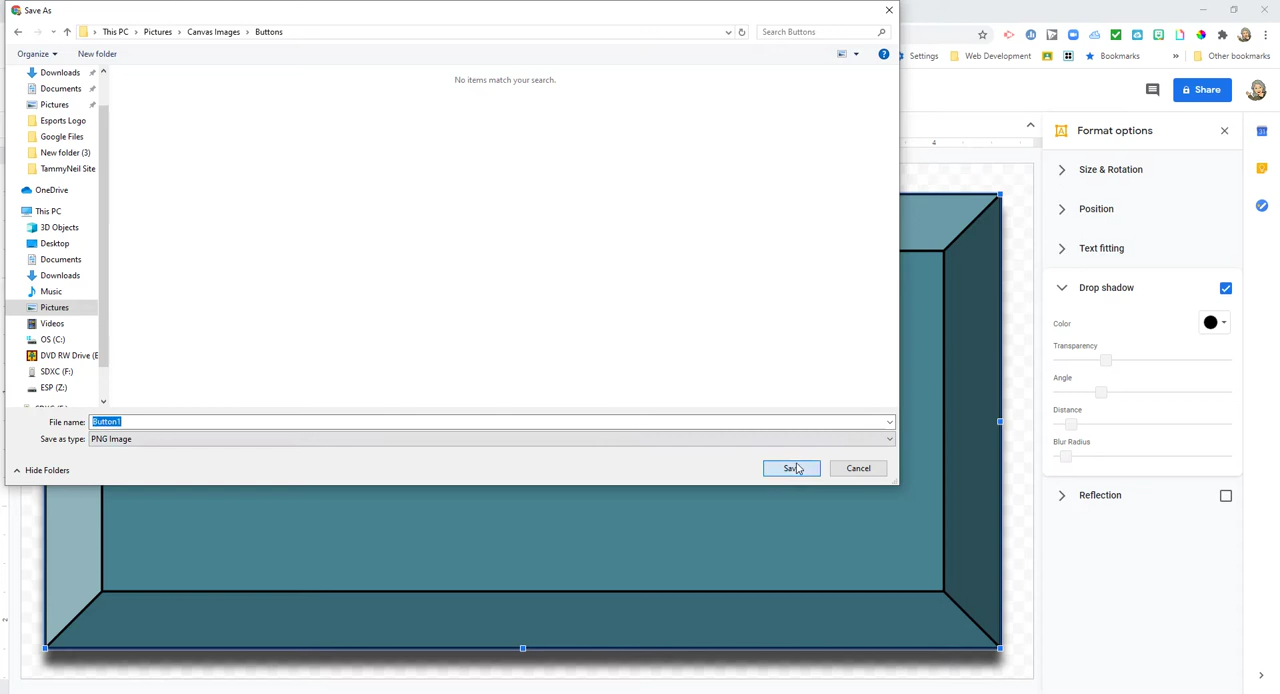 Save As
This PC > Pictures > Canvas Images > Buttons
Search Buttons
Organize
New folder
Downloads
Documents
Pictures
Esports Logo
Google Files
New folder (3)
TammyNeil Site
OneDrive
This PC
3D Objects
Desktop
Documents
Downloads
Music
Pictures
Videos
OS (C:)
DVD RW Drive (E
SDXC (F:)
ESP (Z:)
No items match your search.
File name: Button1
Save as type: PNG Image
Hide Folders
Save
Cancel
Settings
Web Development
Bookmarks
»
Other bookmarks
Share
4
Format options
Size & Rotation
Position
Text fitting
Drop shadow
Color
Transparency
Angle
Distance
Blur Radius
Reflection